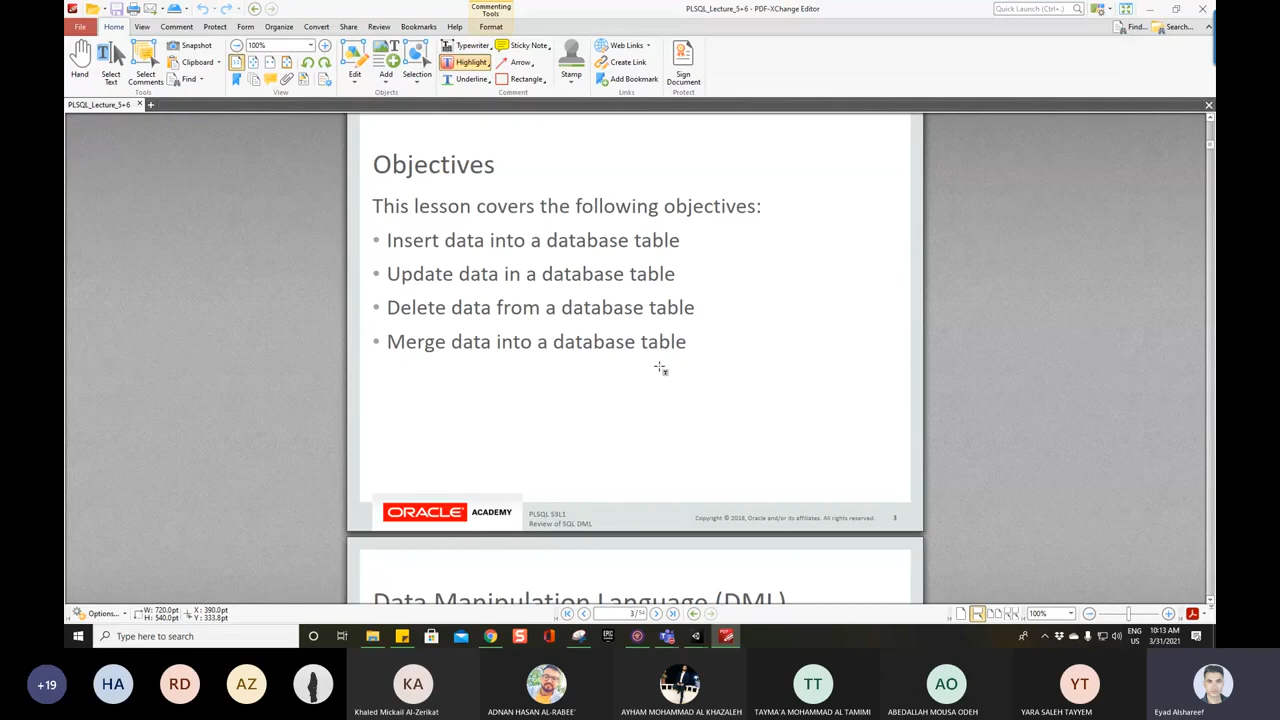 Commenting Tools
PLSQL_Lecture_5+6 - PDF-XChange Editor
Quick Launch (Ctrl+.)
File Home View Comment Protect Form Organize Convert Share Review Bookmarks Help Format
Find... Search...
Hand
Select Text
Select Comments
Snapshot
Clipboard
Find
Tools
100%
View
Edit
Add
Selection
Objects
Typewriter
Highlight
Underline
Sticky Note
Arrow
Rectangle
Stamp
Comment
Web Links
Create Link
Add Bookmark
Links
Sign Document
Protect
PLSQL_Lecture_5+6
Objectives
This lesson covers the following objectives:
• Insert data into a database table
• Update data in a database table
• Delete data from a database table
• Merge data into a database table
ORACLE ACADEMY
PLSQL S3L1
Review of SQL DML
Copyright © 2018, Oracle and/or its affiliates. All rights reserved.
3
Data Manipulation Language (DML)
Options...
W: 720.0pt
H: 540.0pt
X: 390.0pt
Y: 333.8pt
3/54
100%
Type here to search
ENG
US
10:13 AM
3/31/2021
+19
HA
RD
AZ
KA
TT
AO
YT
Khaled Mickail Al-Zerikat
ADNAN HASAN AL-RABEE'
AYHAM MOHAMMAD AL KHAZALEH
TAYMA'A MOHAMMAD AL TAMIMI
ABEDALLAH MOUSA ODEH
YARA SALEH TAYYEM
Eyad Alshareef